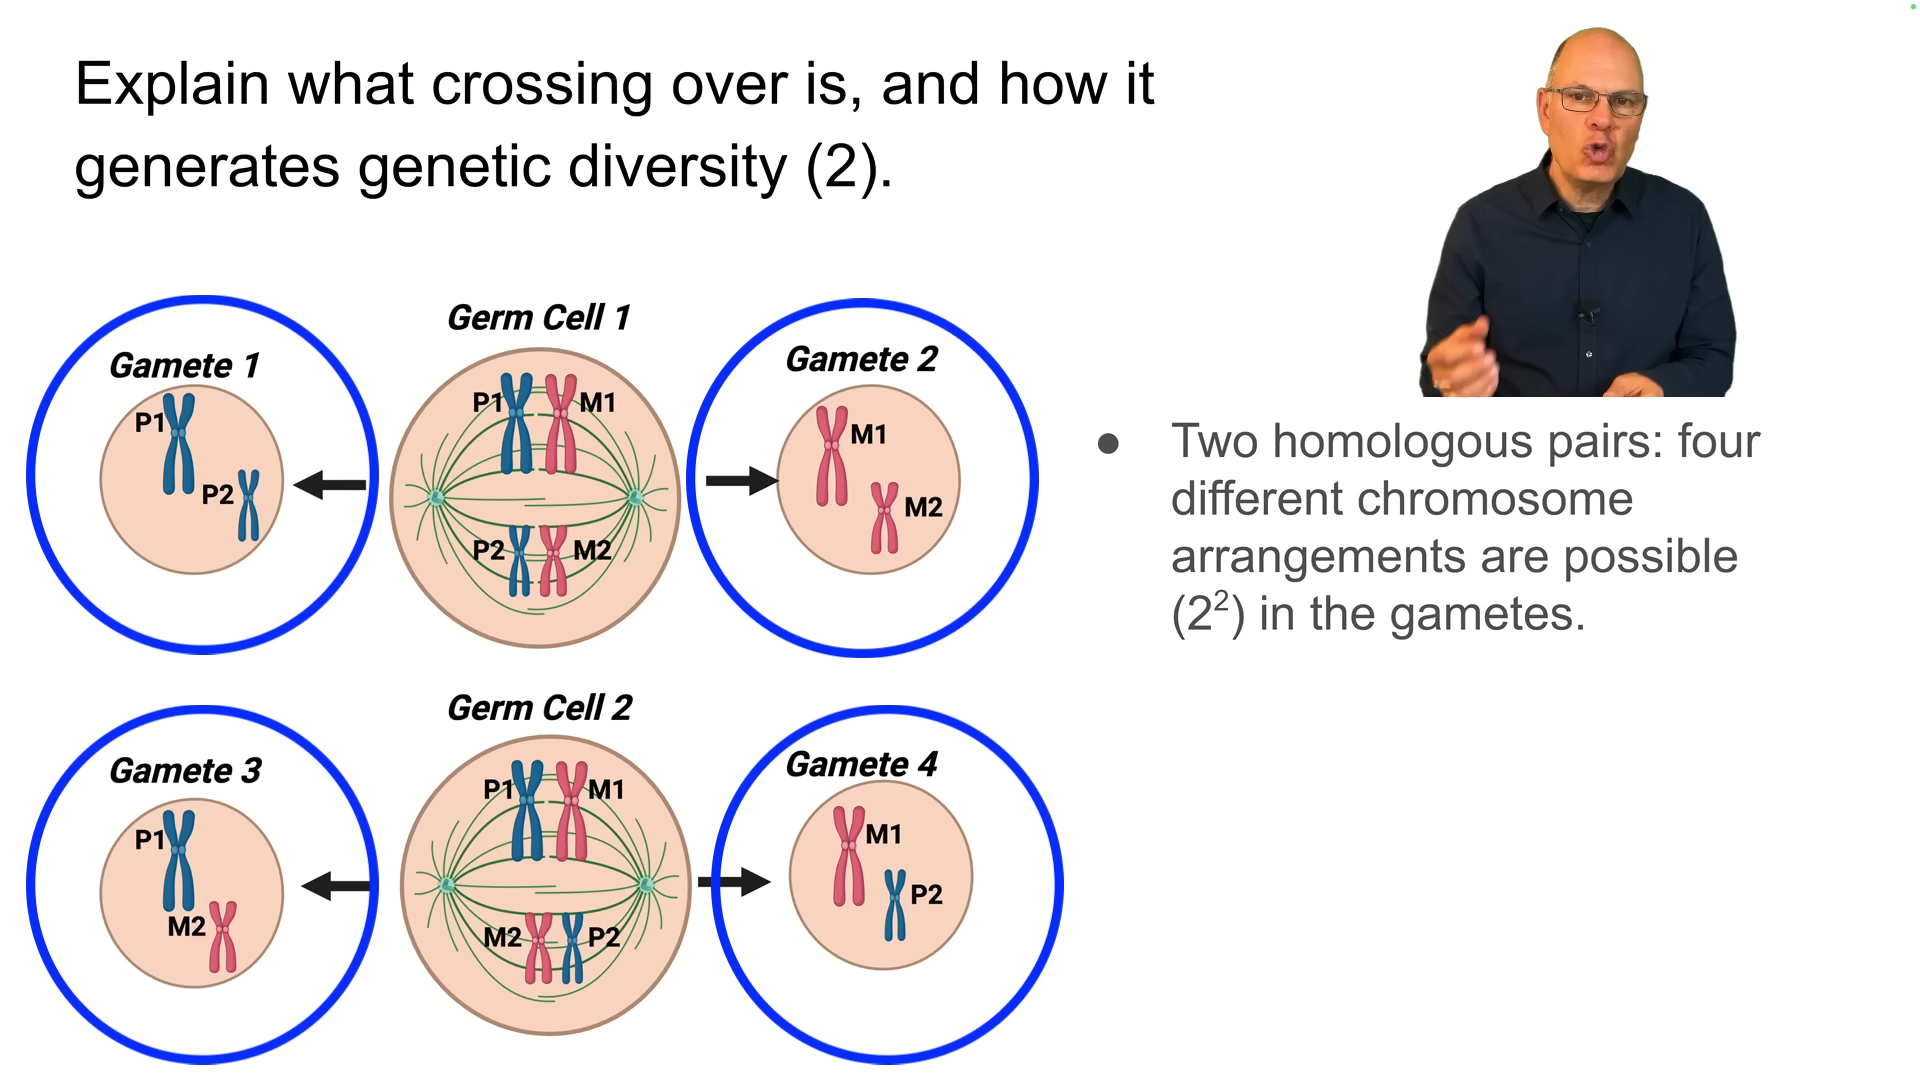 Explain what crossing over is, and how it
generates genetic diversity (2).
Germ Cell 1
Gamete 1
Gamete 2
P1
P2
P1
M1
P2
M2
M1
M2
● Two homologous pairs: four
different chromosome
arrangements are possible
(2²) in the gametes.
Germ Cell 2
Gamete 3
Gamete 4
P1
M2
P1
M1
M2
P2
M1
P2